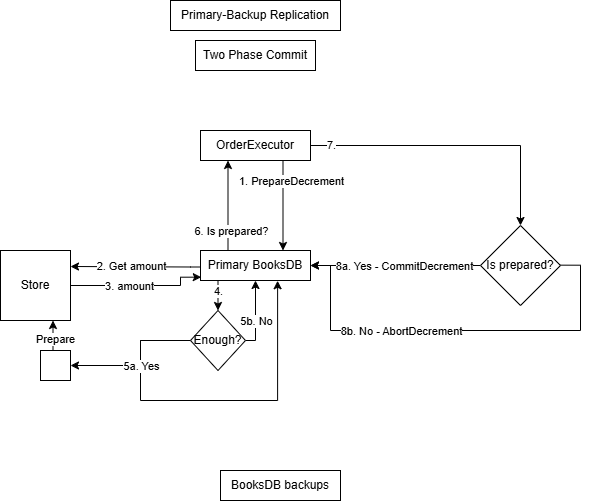 Primary-Backup Replication
Two Phase Commit
OrderExecutor
7.
1. PrepareDecrement
6. Is prepared?
2. Get amount
Primary BooksDB
8a. Yes - CommitDecrement
Is prepared?
Store
3. amount
4.
5b. No
8b. No - AbortDecrement
Prepare
Enough?
5a. Yes
BooksDB backups